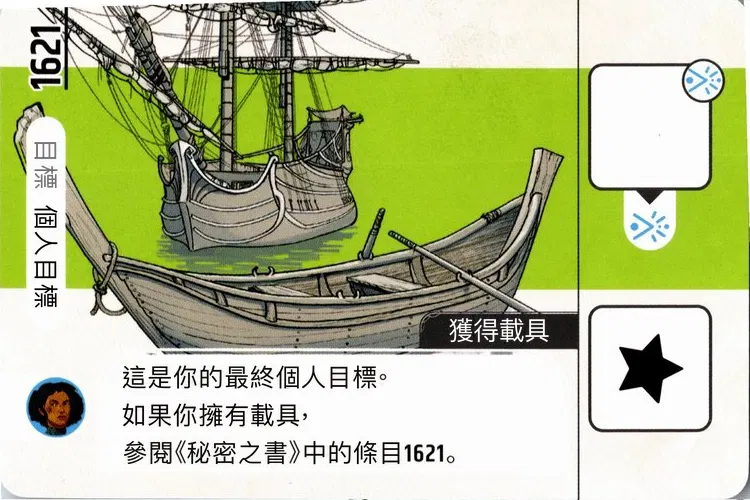 1621
目標 個人目標
獲得載具
這是你的最終個人目標。
如果你擁有載具，
參閱《秘密之書》中的條目1621。